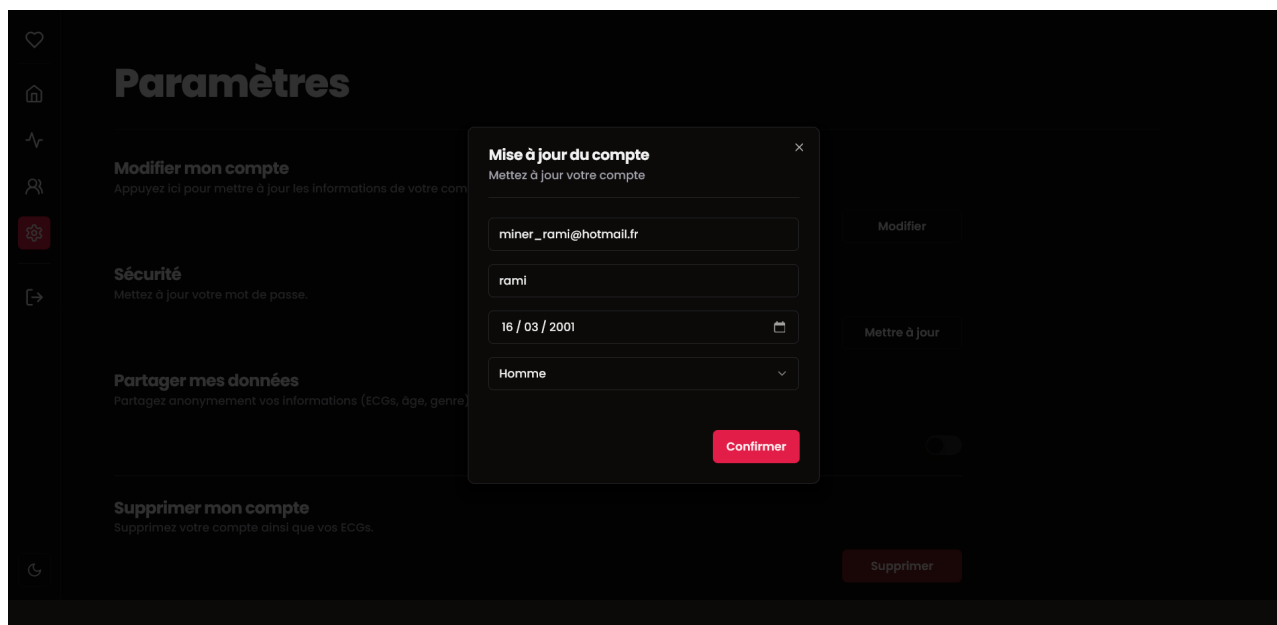 Paramètres
Modifier mon compte
Appuyez ici pour mettre à jour les informations de votre com
Modifier
Sécurité
Mettez à jour votre mot de passe.
Mettre à jour
Partager mes données
Partagez anonymement vos informations (ECGs, âge, genre)
Supprimer mon compte
Supprimez votre compte ainsi que vos ECGs.
Supprimer
Mise à jour du compte
Mettez à jour votre compte
miner_rami@hotmail.fr
rami
16 / 03 / 2001
Homme
Confirmer